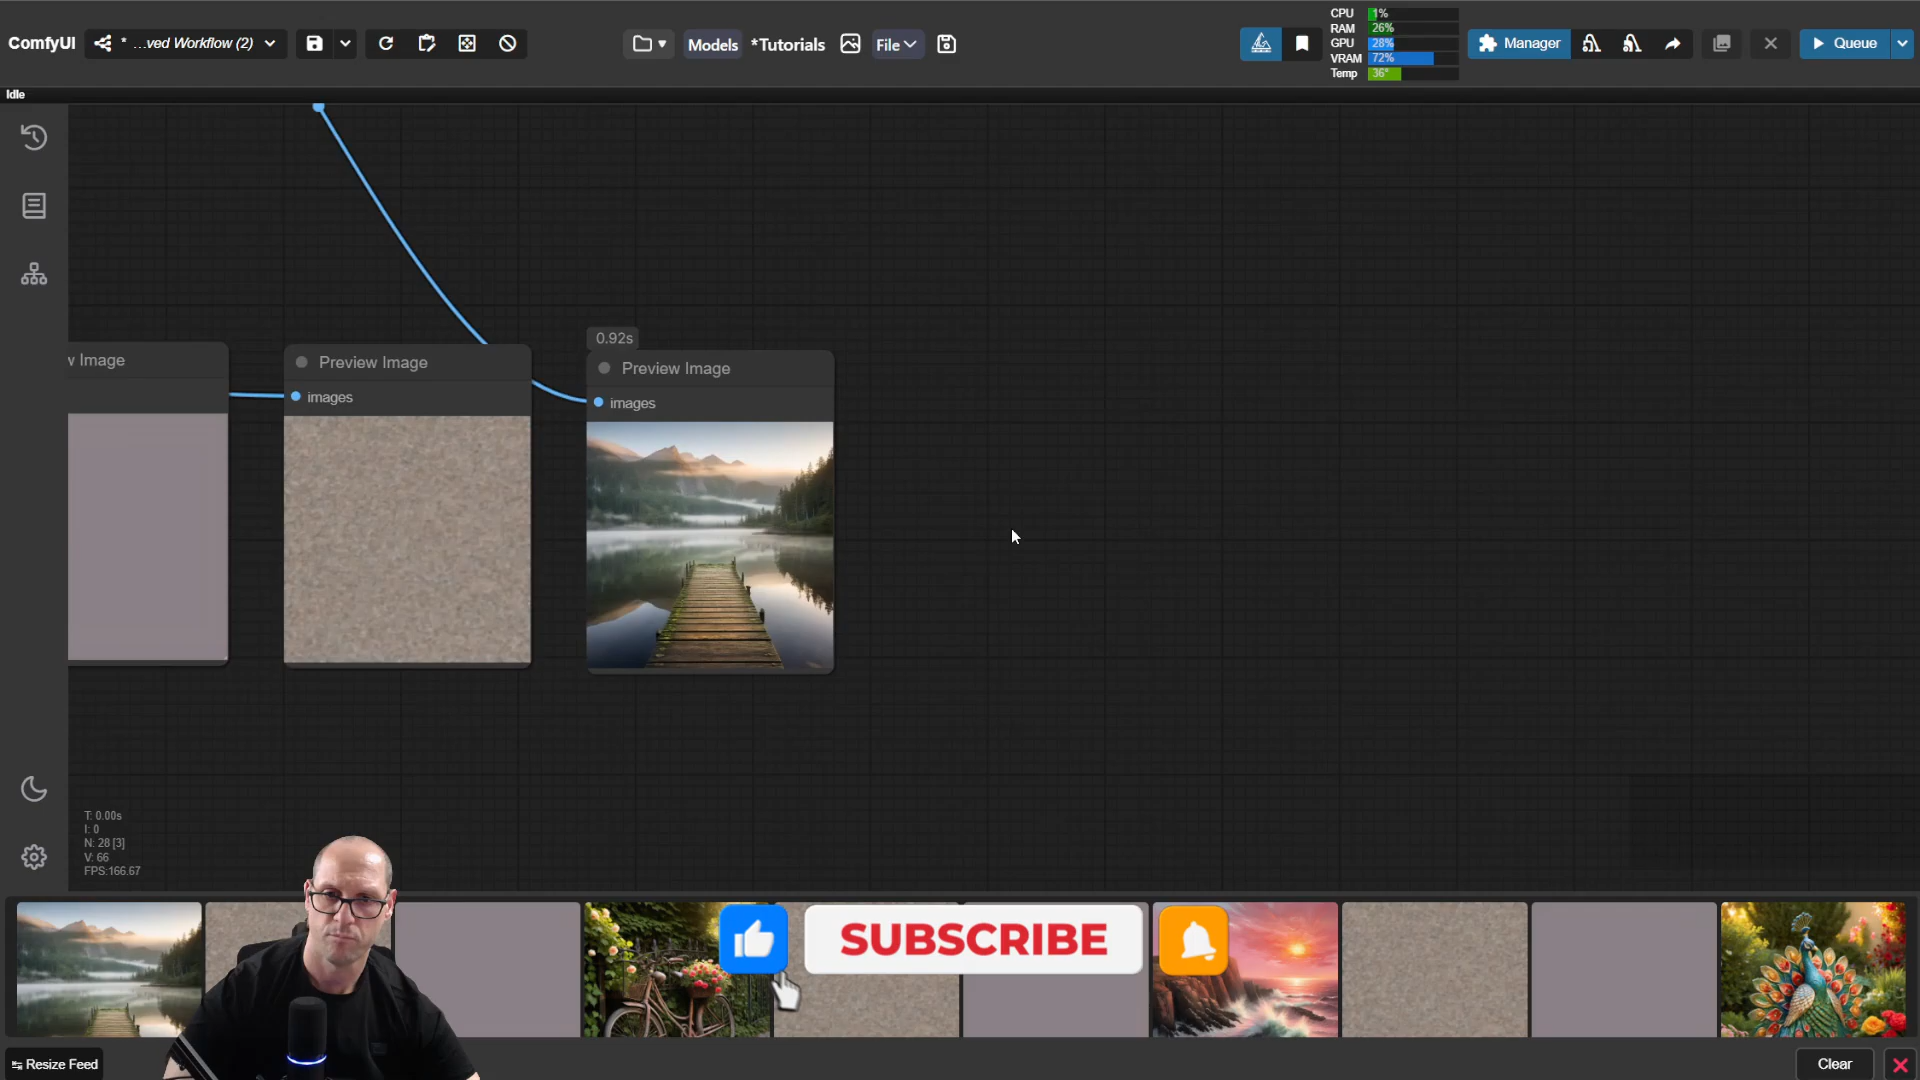 ComfyUI
* ...ved Workflow (2)
Models
*Tutorials
File
CPU 1%
RAM 26%
GPU 28%
VRAM 72%
Temp 36°
Manager
Queue
Idle
0.92s
w Image
Preview Image
Preview Image
images
images
T: 0.00s
I: 0
N: 28 [3]
V: 66
FPS:166.67
SUBSCRIBE
Resize Feed
Clear